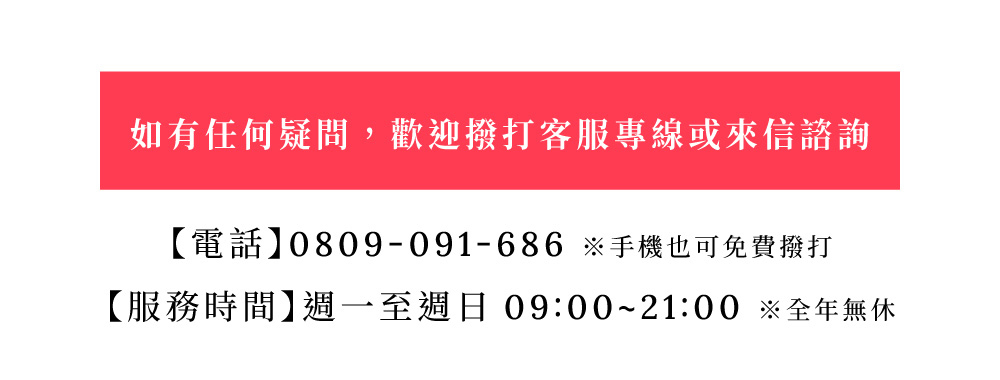 如有任何疑問，歡迎撥打客服專線或來信諮詢
【電話】0809-091-686 ※手機也可免費撥打
【服務時間】週一至週日 09:00~21:00 ※全年無休